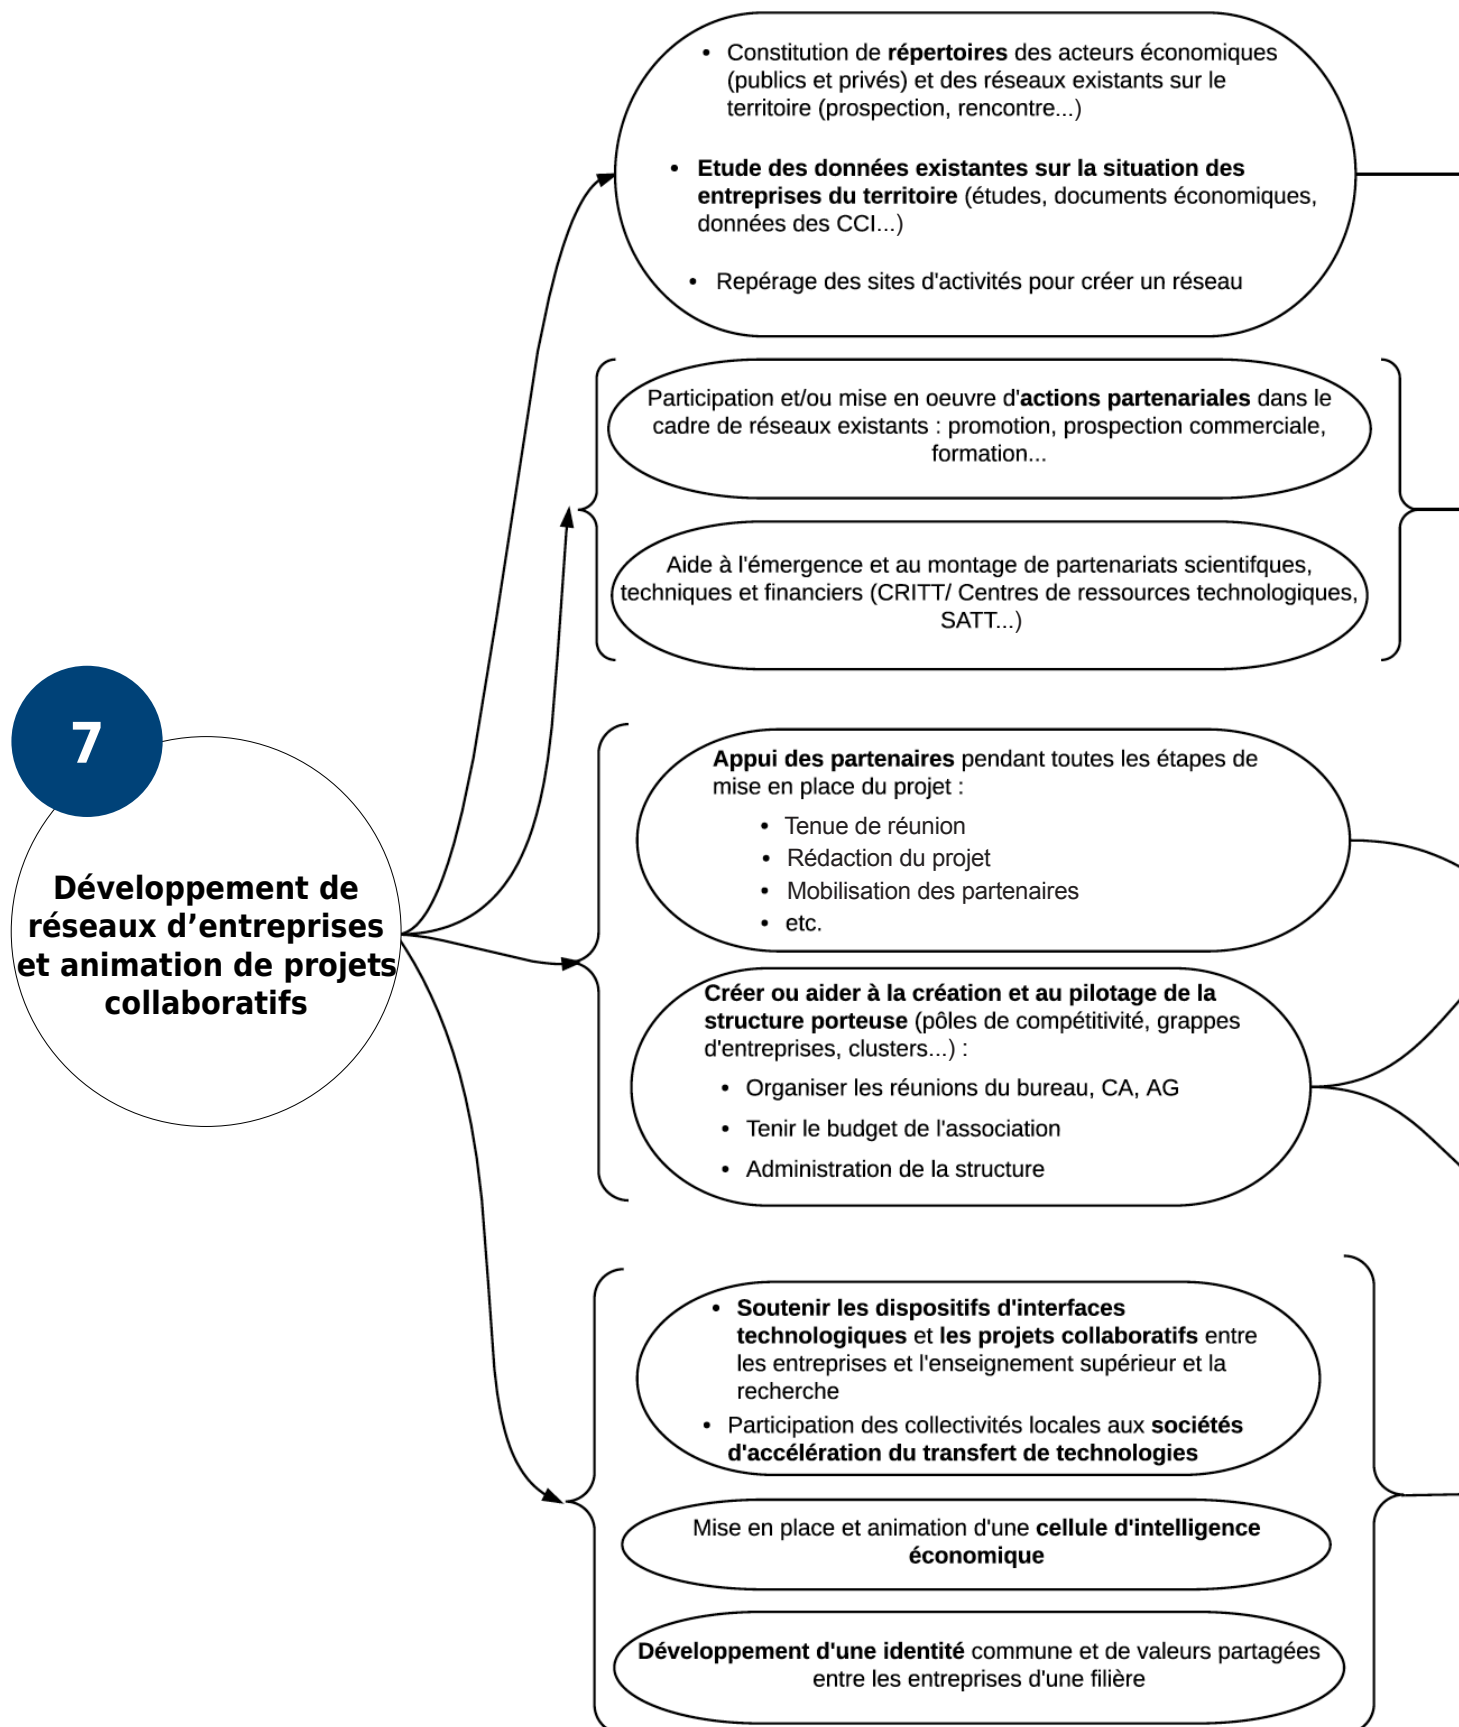 • Constitution de répertoires des acteurs économiques
(publics et privés) et des réseaux existants sur le
territoire (prospection, rencontre...)
• Etude des données existantes sur la situation des
entreprises du territoire (études, documents économiques,
données des CCI...)
• Repérage des sites d'activités pour créer un réseau
Participation et/ou mise en oeuvre d'actions partenariales dans le
cadre de réseaux existants : promotion, prospection commerciale,
formation...
Aide à l'émergence et au montage de partenariats scientifques,
techniques et financiers (CRITT/ Centres de ressources technologiques,
SATT...)
7
Développement de
réseaux d’entreprises
et animation de projets
collaboratifs
Appui des partenaires pendant toutes les étapes de
mise en place du projet :
• Tenue de réunion
• Rédaction du projet
• Mobilisation des partenaires
• etc.
Créer ou aider à la création et au pilotage de la
structure porteuse (pôles de compétitivité, grappes
d'entreprises, clusters...) :
• Organiser les réunions du bureau, CA, AG
• Tenir le budget de l'association
• Administration de la structure
• Soutenir les dispositifs d'interfaces
technologiques et les projets collaboratifs entre
les entreprises et l'enseignement supérieur et la
recherche
• Participation des collectivités locales aux sociétés
d'accélération du transfert de technologies
Mise en place et animation d'une cellule d'intelligence
économique
Développement d'une identité commune et de valeurs partagées
entre les entreprises d'une filière